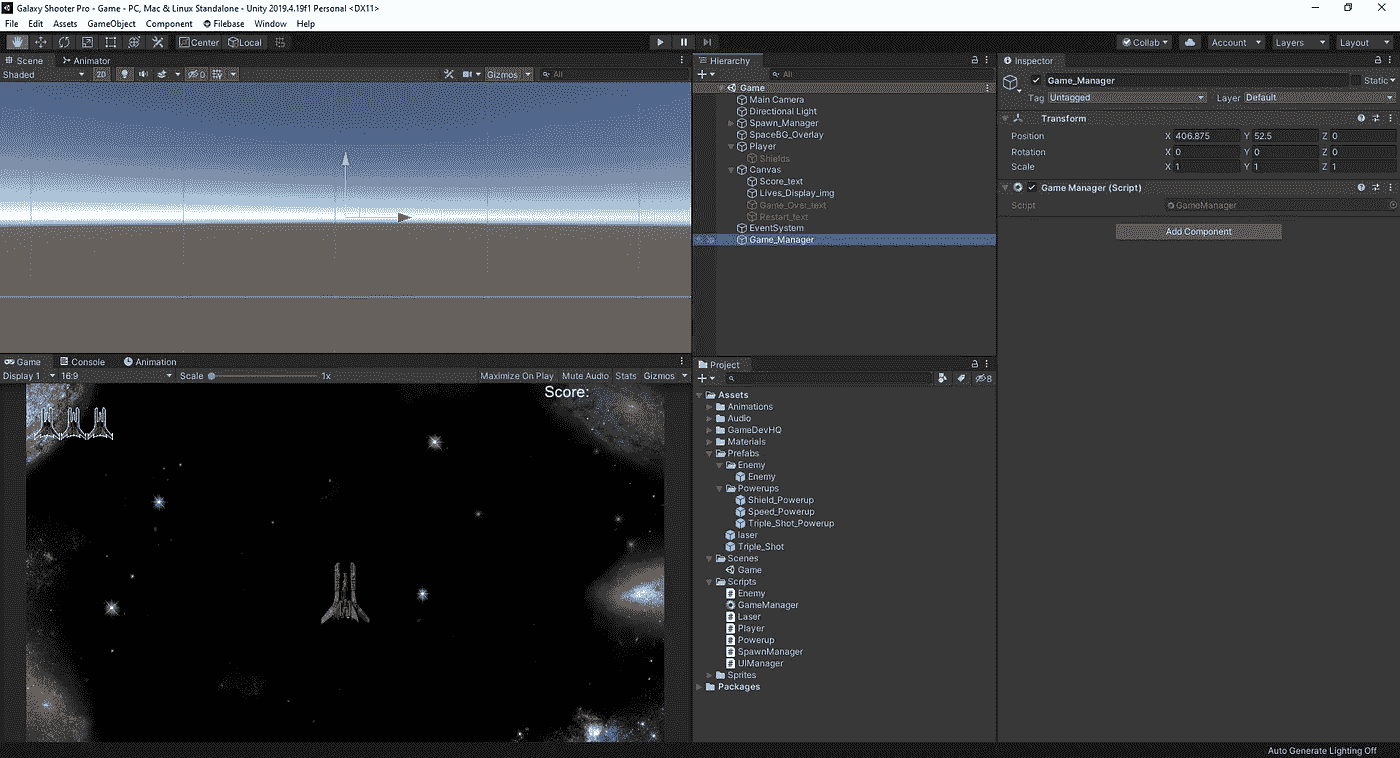 Galaxy Shooter Pro - Game - PC, Mac & Linux Standalone - Unity 2019.4.19f1 Personal <DX11>
File Edit Assets GameObject Component Filebase Window Help
Center Local Collab Account Layers Layout
Scene Animator
Shaded 2D 0 Gizmos All
Hierarchy
All
Game
Main Camera
Directional Light
Spawn_Manager
SpaceBG_Overlay
Player
Shields
Canvas
Score_text
Lives_Display_img
Game_Over_text
Restart_text
EventSystem
Game_Manager
Inspector
Game_Manager Static
Tag Untagged Layer Default
Transform
Position X 406.875 Y 52.5 Z 0
Rotation X 0 Y 0 Z 0
Scale X 1 Y 1 Z 1
Game Manager (Script)
Script GameManager
Add Component
Game Console Animation
Display 1 16:9 Scale 1x Maximize On Play Mute Audio Stats Gizmos
Score:
Project
8
Assets
Animations
Audio
GameDevHQ
Materials
Prefabs
Enemy
Enemy
Powerups
Shield_Powerup
Speed_Powerup
Triple_Shot_Powerup
laser
Triple_Shot
Scenes
Game
Scripts
Enemy
GameManager
Laser
Player
Powerup
SpawnManager
UIManager
Sprites
Packages
Auto Generate Lighting Off